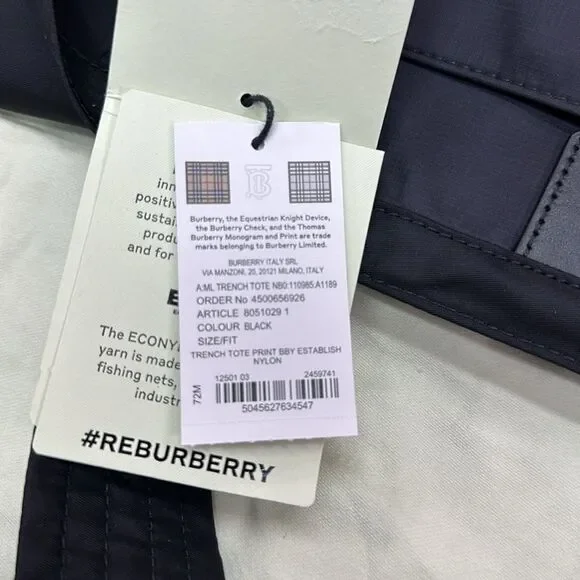 inn
positiv
sustai
produ
and for
The ECONY
yarn is made
fishing nets,
industr
#REBURBERRY
Burberry, the Equestrian Knight Device,
the Burberry Check, and the Thomas
Burberry Monogram and Print are trade
marks belonging to Burberry Limited.
BURBERRY ITALY SRL
VIA MANZONI, 20, 20121 MILANO, ITALY
A:ML TRENCH TOTE NB0:110985:A1189
ORDER No 4500656926
ARTICLE 8051029 1
COLOUR BLACK
SIZE/FIT
TRENCH TOTE PRINT BBY ESTABLISH
NYLON
72M
12501 03 2459741
5045627634547